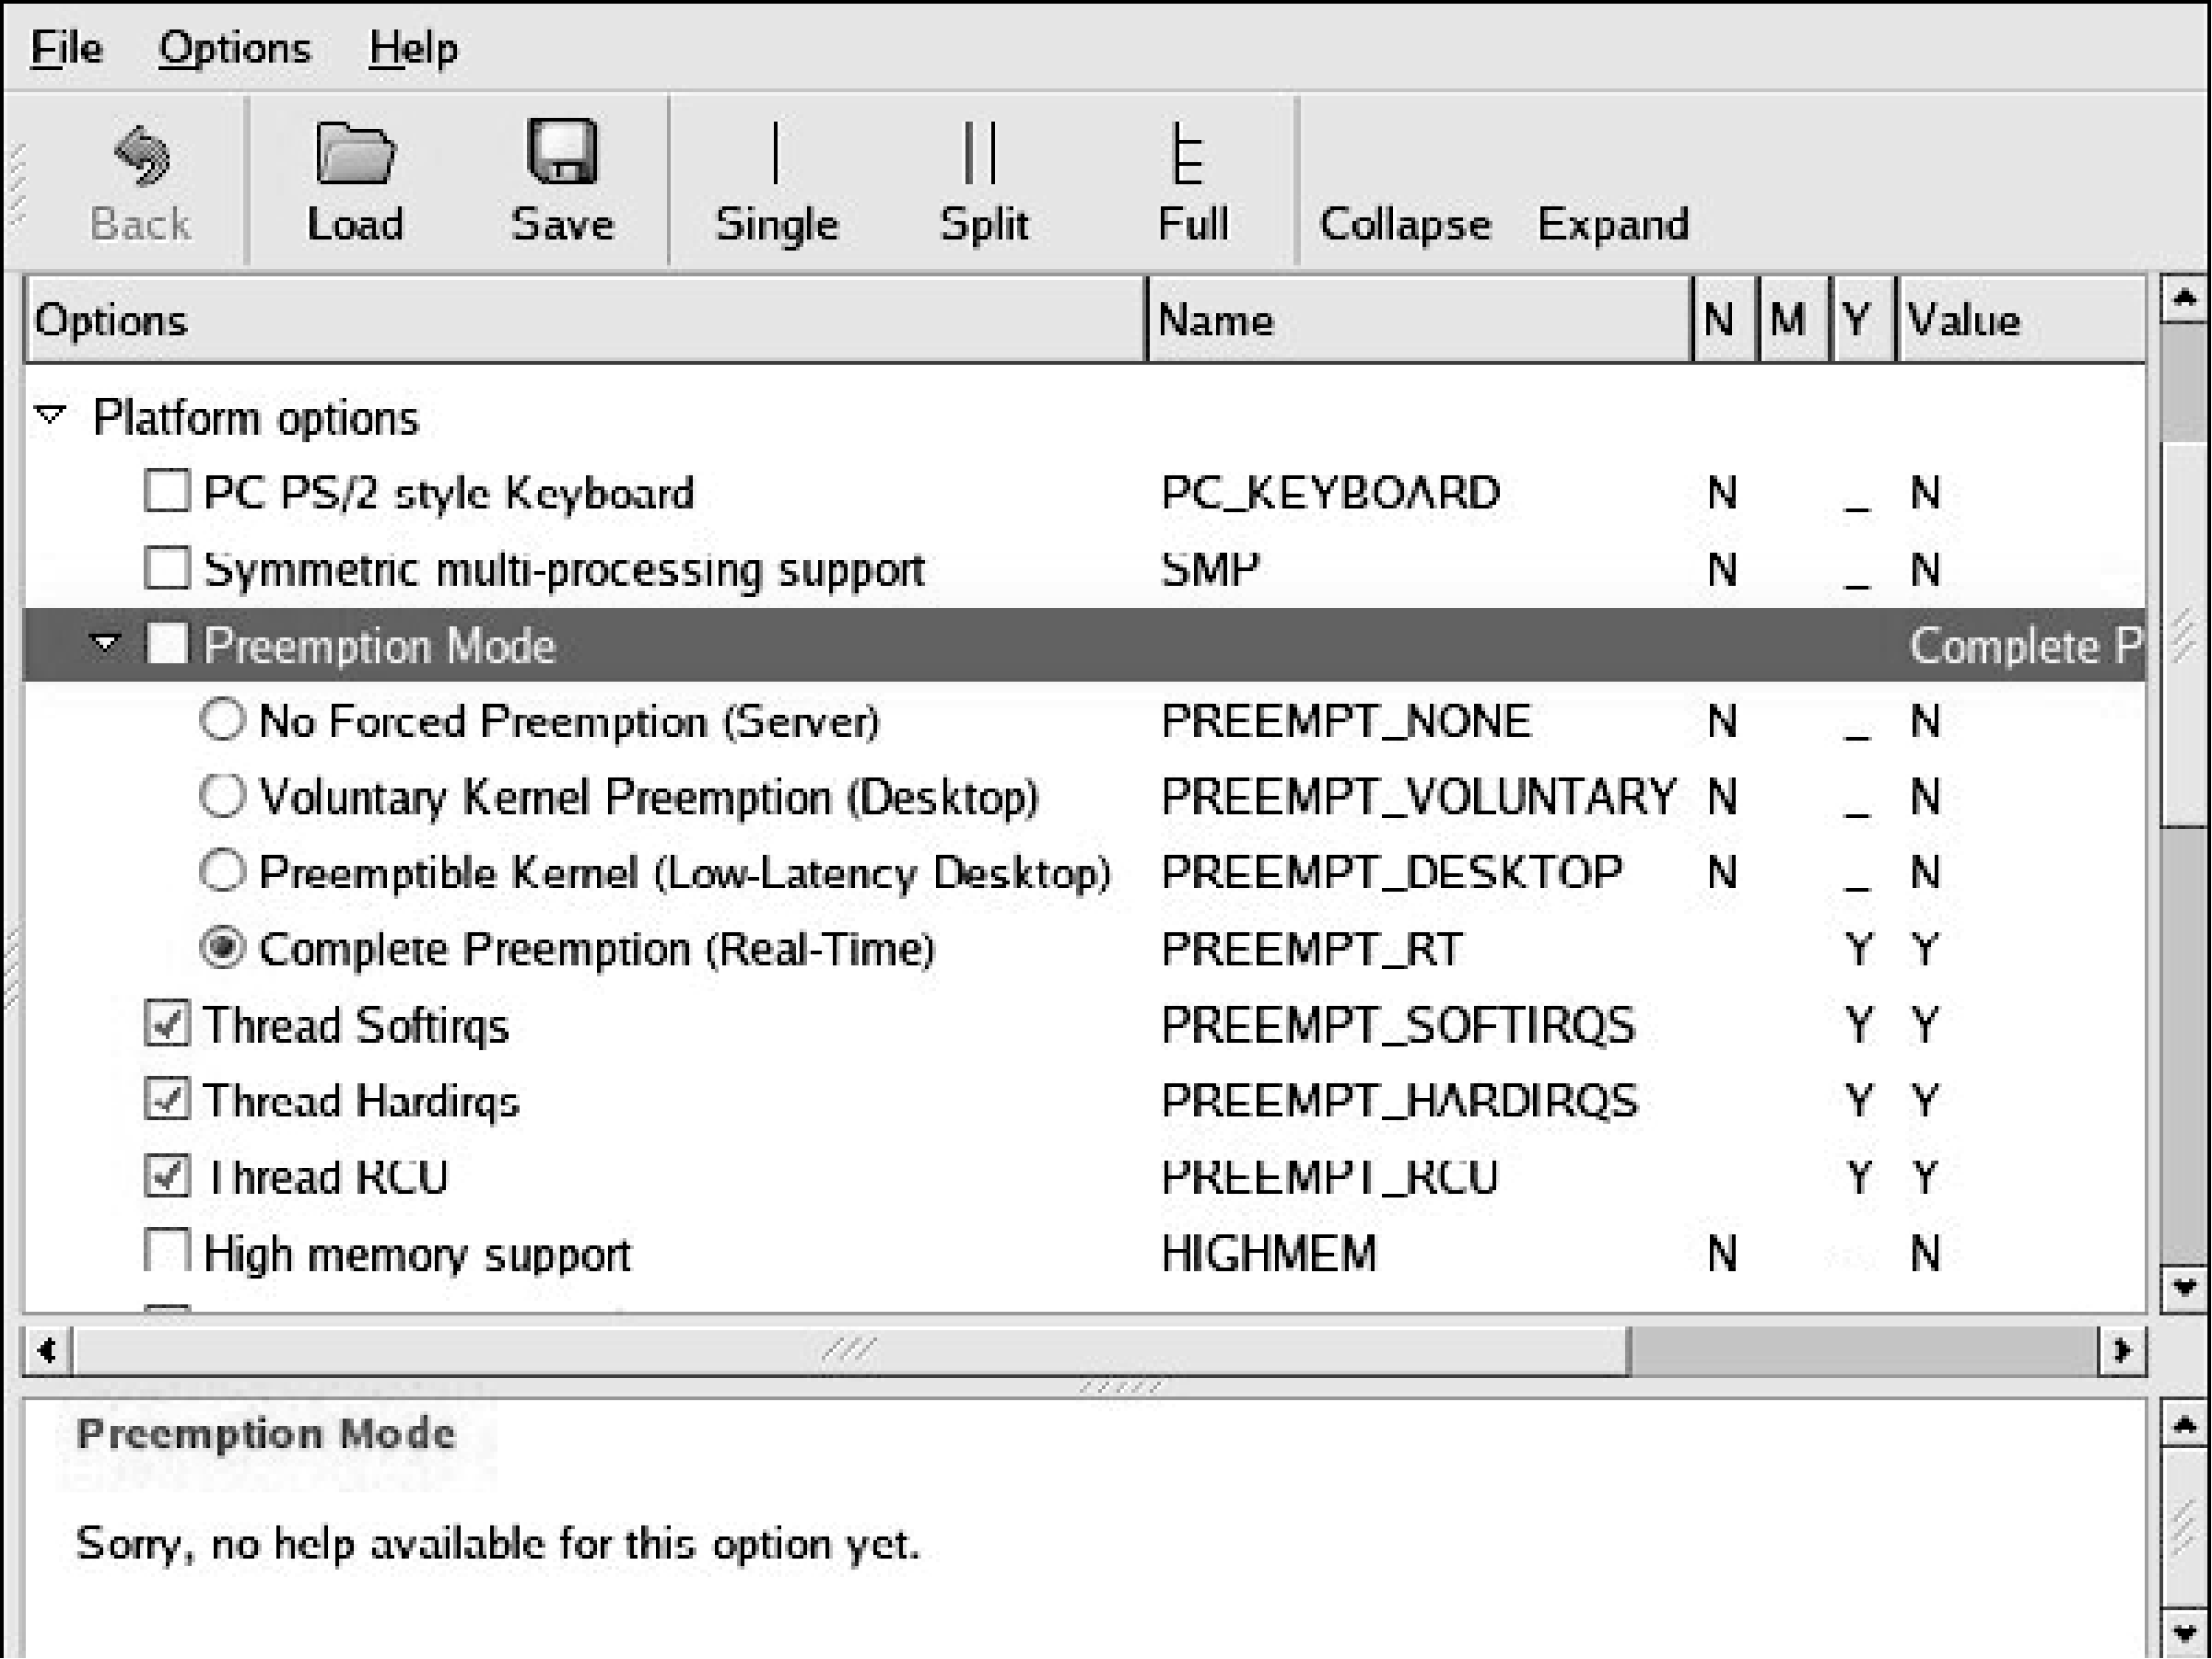 File Options Help
Back Load Save Single Split Full Collapse Expand
Options Name N M Y Value
Platform options
PC PS/2 style Keyboard PC_KEYBOARD N _ N
Symmetric multi-processing support SMP N _ N
Preemption Mode Complete P
No Forced Preemption (Server) PREEMPT_NONE N _ N
Voluntary Kernel Preemption (Desktop) PREEMPT_VOLUNTARY N _ N
Preemptible Kernel (Low-Latency Desktop) PREEMPT_DESKTOP N _ N
Complete Preemption (Real-Time) PREEMPT_RT Y Y
Thread Softirqs PREEMPT_SOFTIRQS Y Y
Thread Hardirqs PREEMPT_HARDIRQS Y Y
Thread RCU PREEMPT_RCU Y Y
High memory support HIGHMEM N N
Preemption Mode
Sorry, no help available for this option yet.